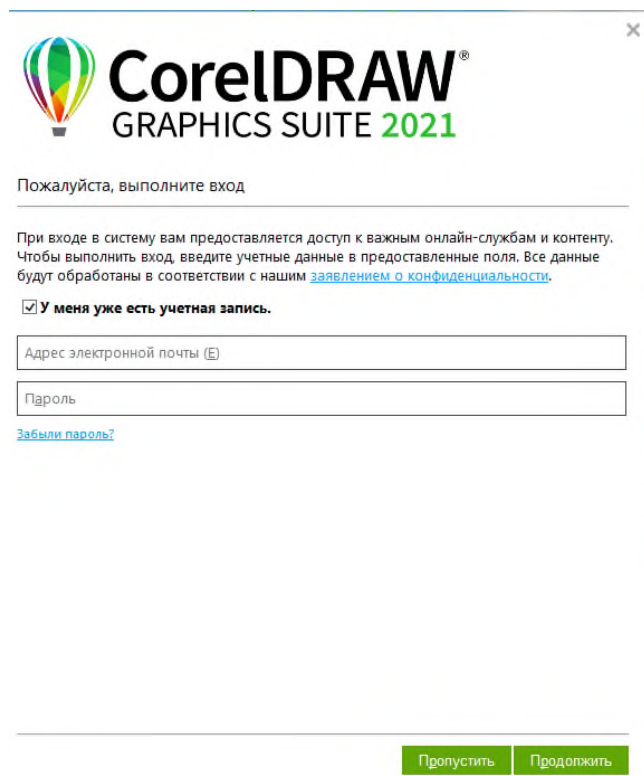 CorelDRAW®
GRAPHICS SUITE 2021
Пожалуйста, выполните вход
При входе в систему вам предоставляется доступ к важным онлайн-службам и контенту.
Чтобы выполнить вход, введите учетные данные в предоставленные поля. Все данные
будут обработаны в соответствии с нашим заявлением о конфиденциальности.
У меня уже есть учетная запись.
Адрес электронной почты (E)
Пароль
Забыли пароль?
Пропустить Продолжить